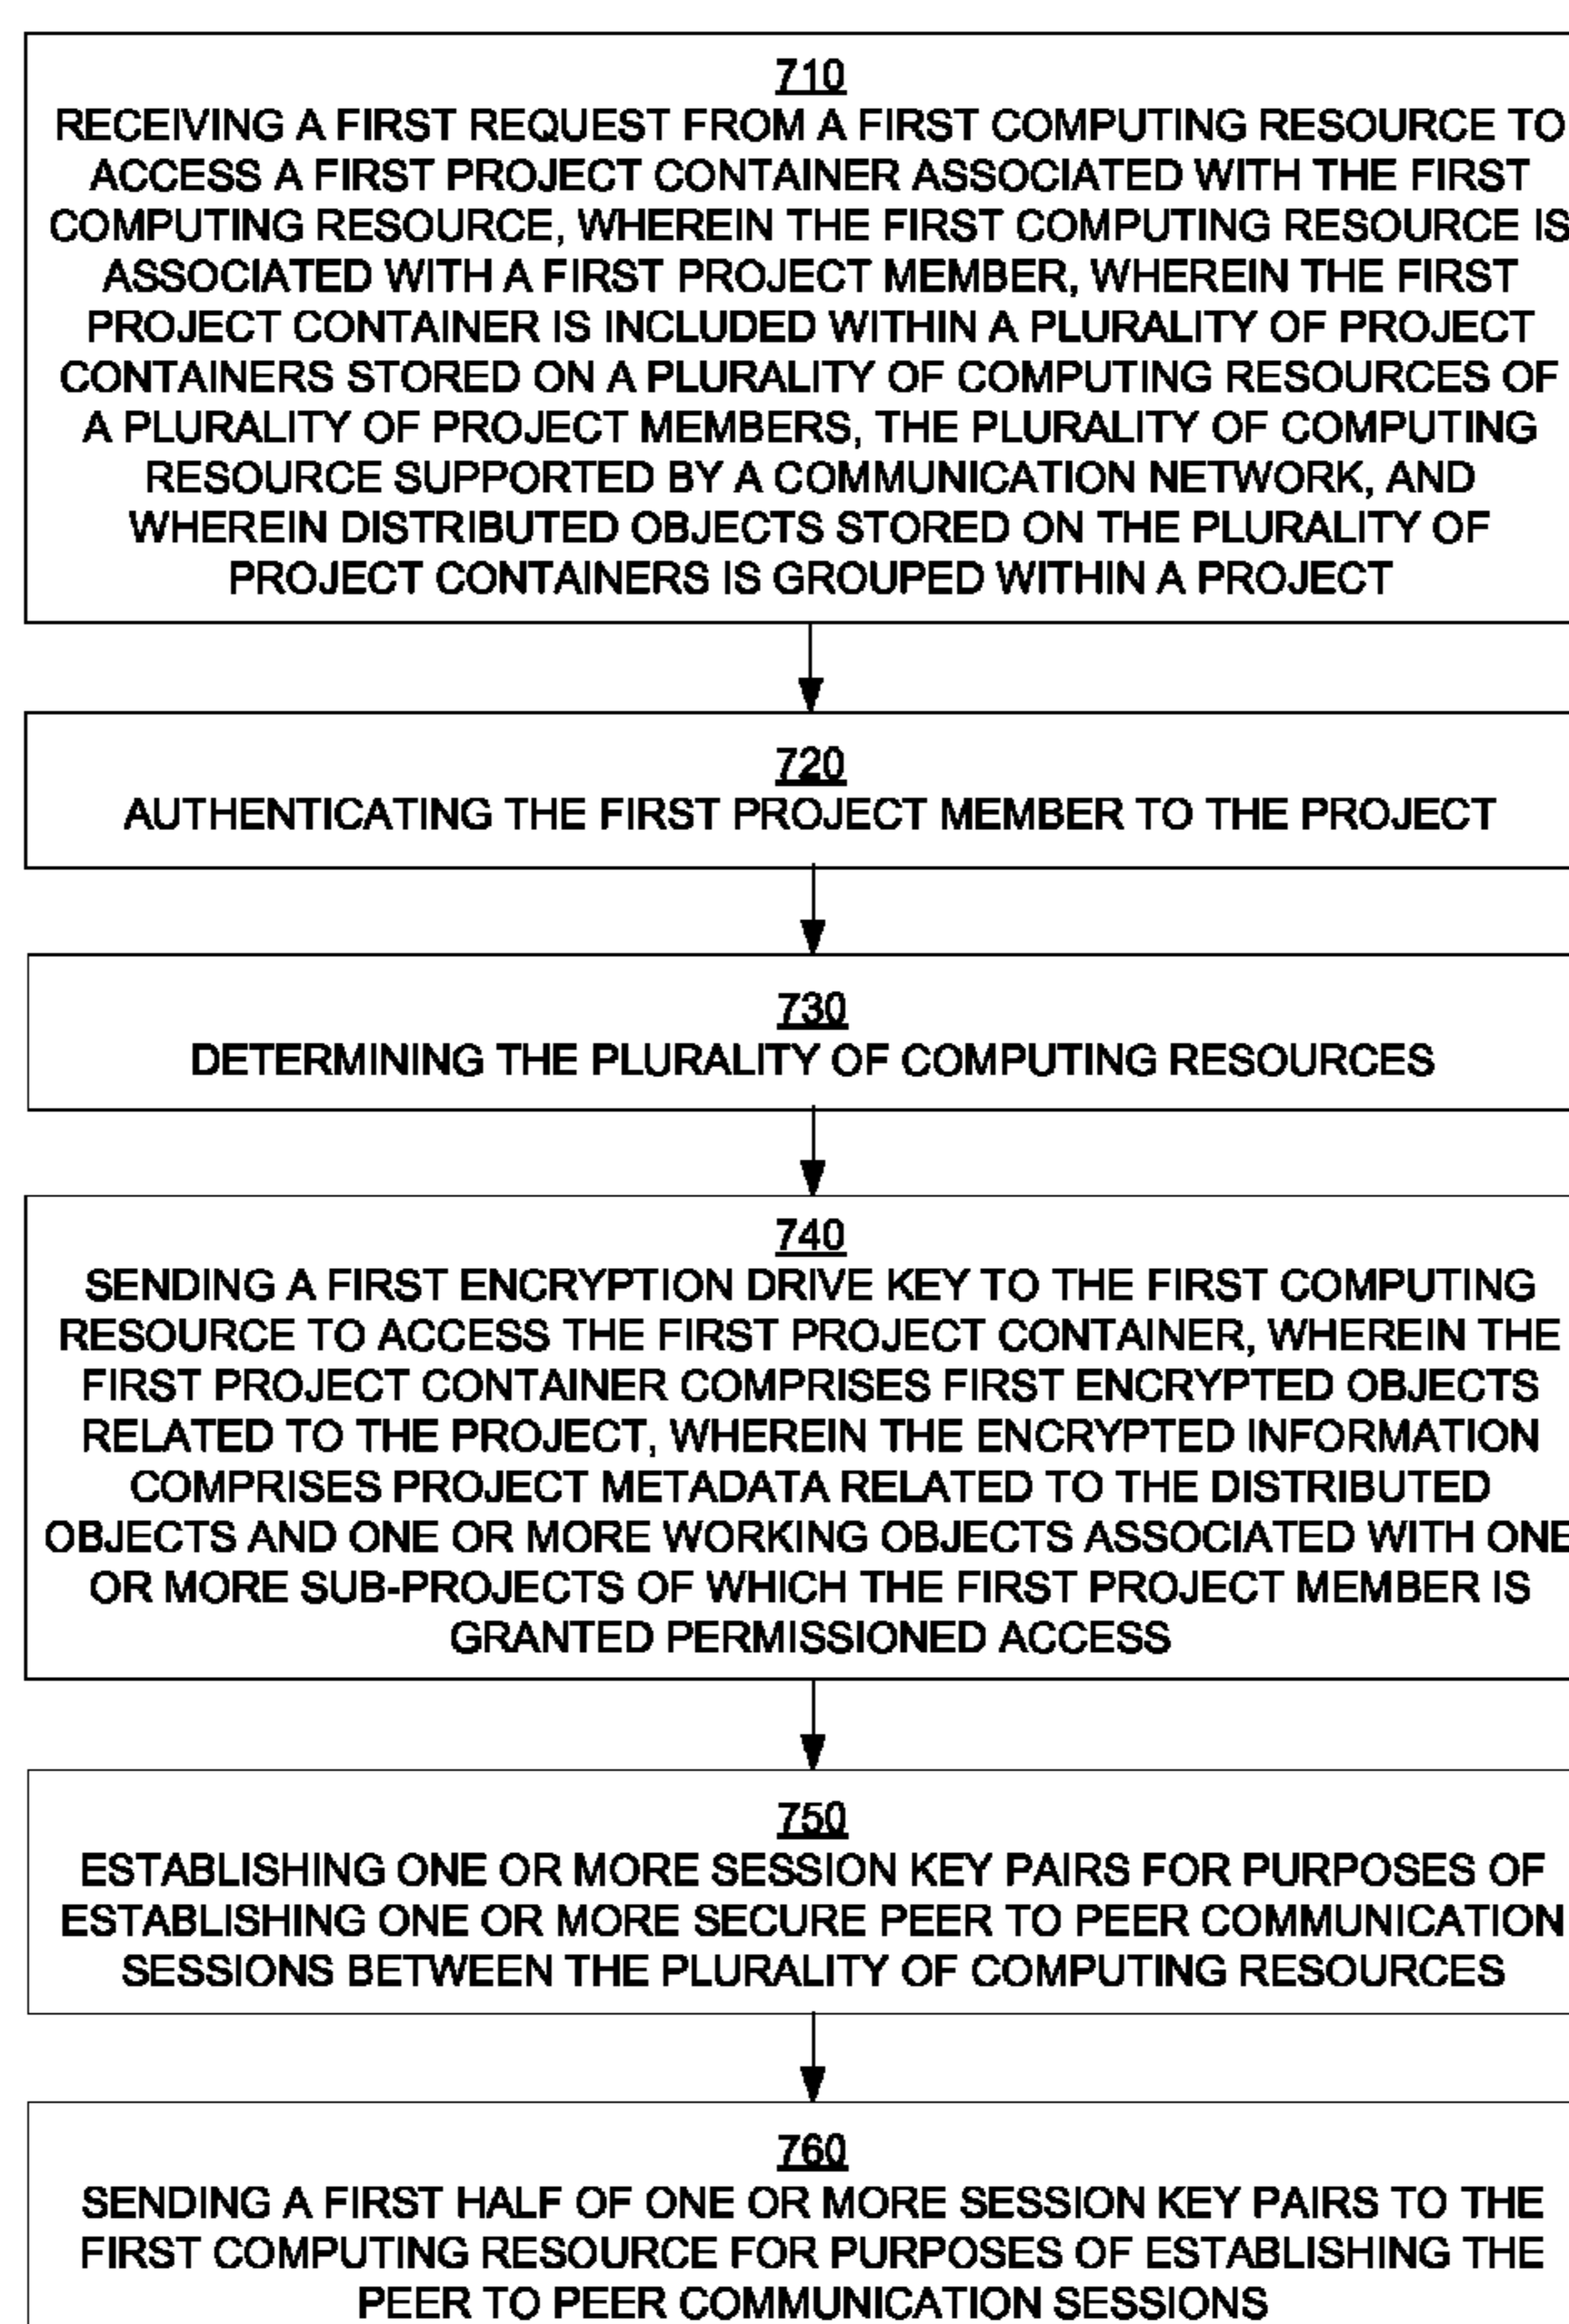 710
RECEIVING A FIRST REQUEST FROM A FIRST COMPUTING RESOURCE TO
ACCESS A FIRST PROJECT CONTAINER ASSOCIATED WITH THE FIRST
COMPUTING RESOURCE, WHEREIN THE FIRST COMPUTING RESOURCE IS
ASSOCIATED WITH A FIRST PROJECT MEMBER, WHEREIN THE FIRST
PROJECT CONTAINER IS INCLUDED WITHIN A PLURALITY OF PROJECT
CONTAINERS STORED ON A PLURALITY OF COMPUTING RESOURCES OF
A PLURALITY OF PROJECT MEMBERS, THE PLURALITY OF COMPUTING
RESOURCE SUPPORTED BY A COMMUNICATION NETWORK, AND
WHEREIN DISTRIBUTED OBJECTS STORED ON THE PLURALITY OF
PROJECT CONTAINERS IS GROUPED WITHIN A PROJECT
720
AUTHENTICATING THE FIRST PROJECT MEMBER TO THE PROJECT
730
DETERMINING THE PLURALITY OF COMPUTING RESOURCES
740
SENDING A FIRST ENCRYPTION DRIVE KEY TO THE FIRST COMPUTING
RESOURCE TO ACCESS THE FIRST PROJECT CONTAINER, WHEREIN THE
FIRST PROJECT CONTAINER COMPRISES FIRST ENCRYPTED OBJECTS
RELATED TO THE PROJECT, WHEREIN THE ENCRYPTED INFORMATION
COMPRISES PROJECT METADATA RELATED TO THE DISTRIBUTED
OBJECTS AND ONE OR MORE WORKING OBJECTS ASSOCIATED WITH ONE
OR MORE SUB-PROJECTS OF WHICH THE FIRST PROJECT MEMBER IS
GRANTED PERMISSIONED ACCESS
750
ESTABLISHING ONE OR MORE SESSION KEY PAIRS FOR PURPOSES OF
ESTABLISHING ONE OR MORE SECURE PEER TO PEER COMMUNICATION
SESSIONS BETWEEN THE PLURALITY OF COMPUTING RESOURCES
760
SENDING A FIRST HALF OF ONE OR MORE SESSION KEY PAIRS TO THE
FIRST COMPUTING RESOURCE FOR PURPOSES OF ESTABLISHING THE
PEER TO PEER COMMUNICATION SESSIONS